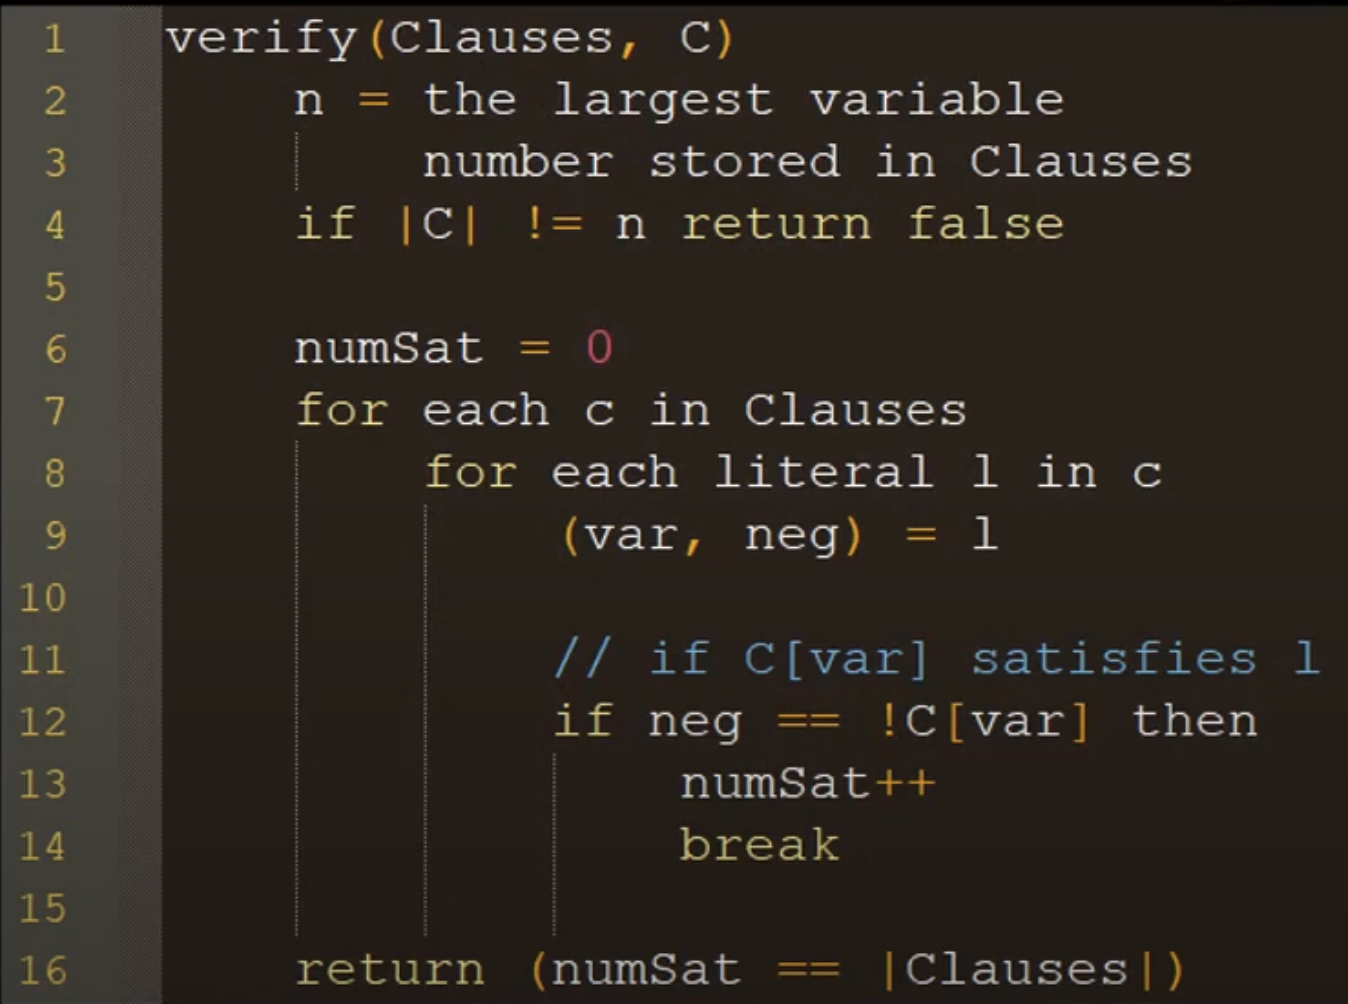 1 verify(Clauses, C)
2 n = the largest variable
3 number stored in Clauses
4 if |C| != n return false
5
6 numSat = 0
7 for each c in Clauses
8 for each literal l in c
9 (var, neg) = l
10
11 // if C[var] satisfies l
12 if neg == !C[var] then
13 numSat++
14 break
15
16 return (numSat == |Clauses|)